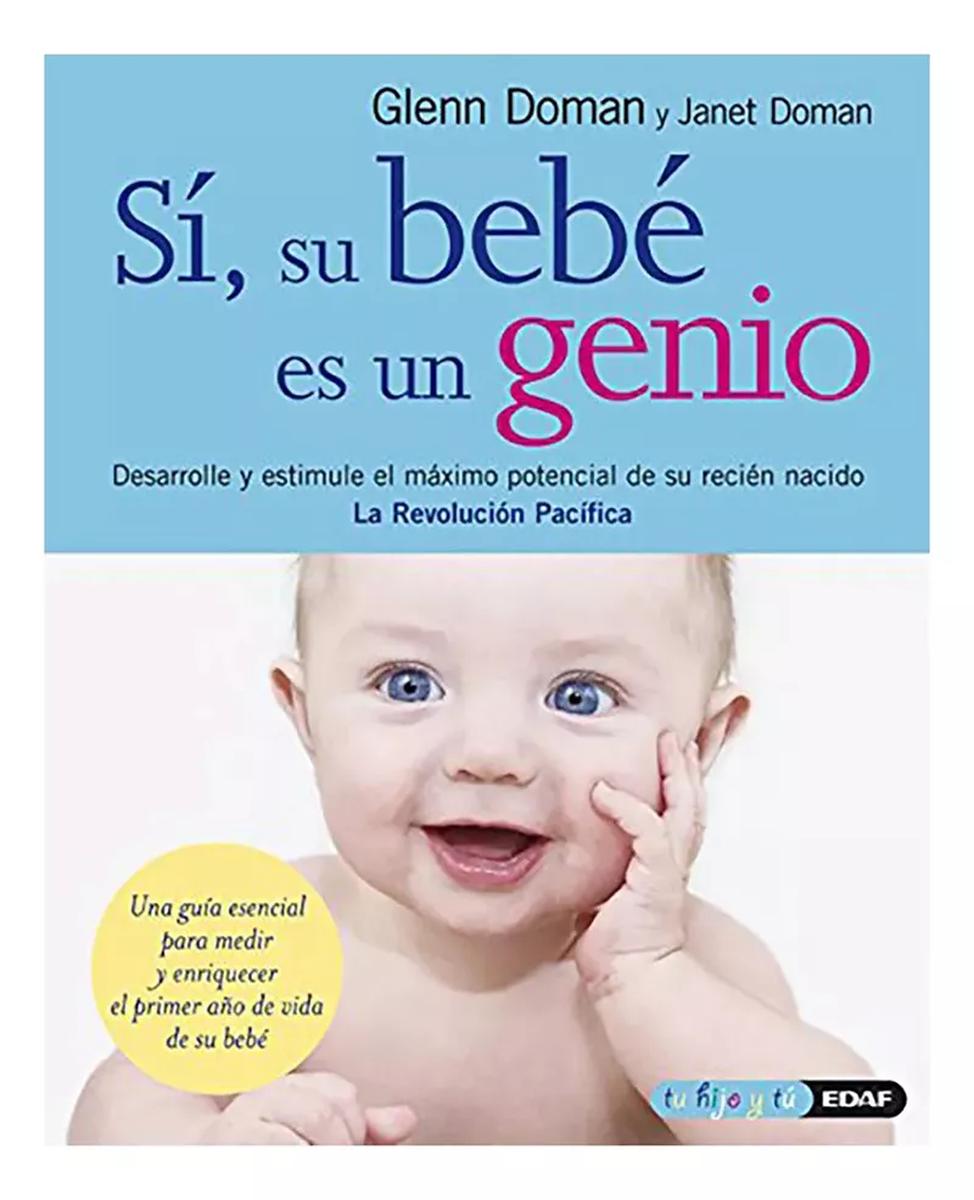 Glenn Doman y Janet Doman
Sí, su bebé
es un genio
Desarrolle y estimule el máximo potencial de su recién nacido
La Revolución Pacífica
Una guía esencial
para medir
y enriquecer
el primer año de vida
de su bebé
tu hijo y tú EDAF